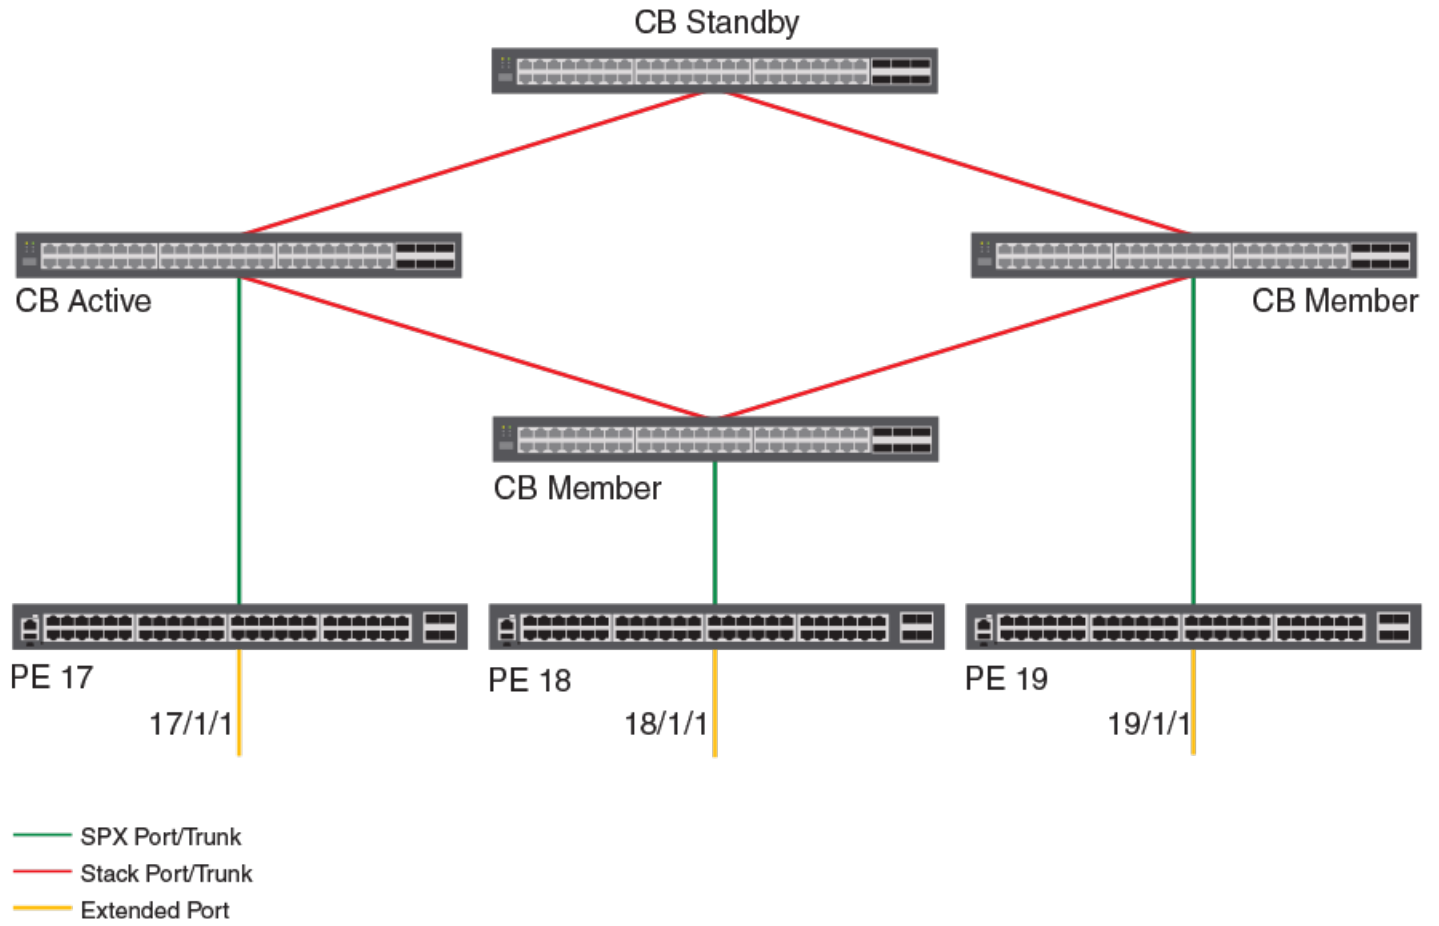 CB Standby
CB Active
CB Member
CB Member
PE 17
PE 18
PE 19
17/1/1
18/1/1
19/1/1
SPX Port/Trunk
Stack Port/Trunk
Extended Port